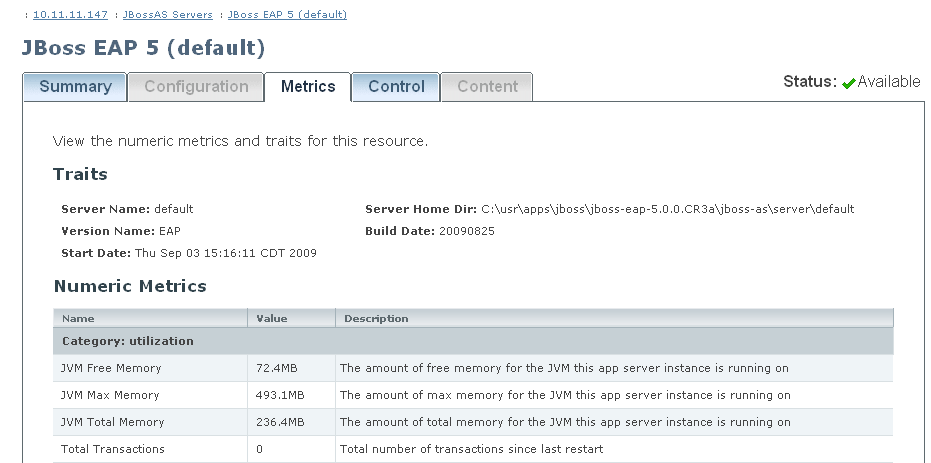 : 10.11.11.147 : JBossAS Servers : JBoss EAP 5 (default)
JBoss EAP 5 (default)
Summary Configuration Metrics Control Content Status: Available
View the numeric metrics and traits for this resource.
Traits
Server Name: default Server Home Dir: C:\usr\apps\jboss\jboss-eap-5.0.0.CR3a\jboss-as\server\default
Version Name: EAP Build Date: 20090825
Start Date: Thu Sep 03 15:16:11 CDT 2009
Numeric Metrics
Name Value Description
Category: utilization
JVM Free Memory 72.4MB The amount of free memory for the JVM this app server instance is running on
JVM Max Memory 493.1MB The amount of max memory for the JVM this app server instance is running on
JVM Total Memory 236.4MB The amount of total memory for the JVM this app server instance is running on
Total Transactions 0 Total number of transactions since last restart